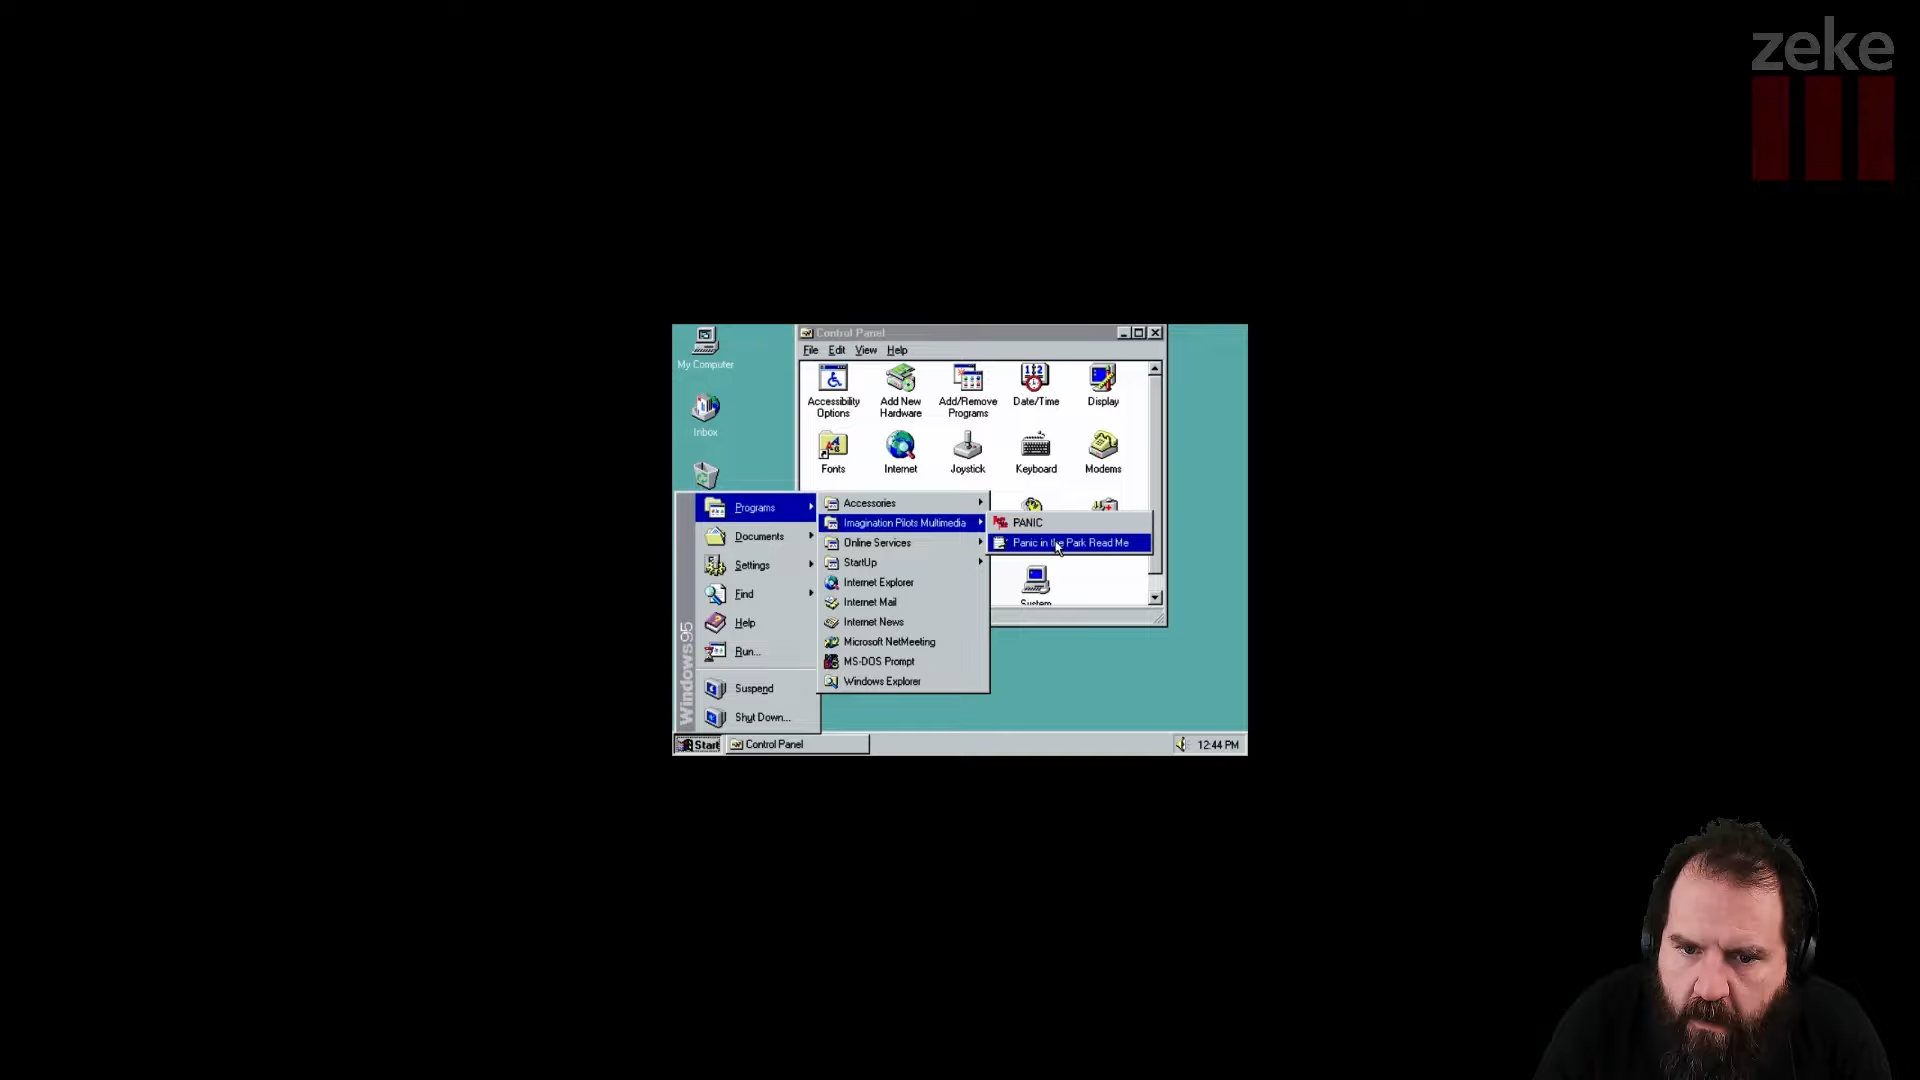 zeke
Control Panel
File Edit View Help
My Computer
Inbox
Accessibility Options
Add New Hardware
Add/Remove Programs
Date/Time
Display
Fonts
Internet
Joystick
Keyboard
Modems
System
Programs
Documents
Settings
Find
Help
Run...
Suspend
Shut Down...
Windows95
Accessories
Imagination Pilots Multimedia
Online Services
StartUp
Internet Explorer
Internet Mail
Internet News
Microsoft NetMeeting
MS-DOS Prompt
Windows Explorer
PANIC
Panic in the Park Read Me
Start
Control Panel
12:44 PM